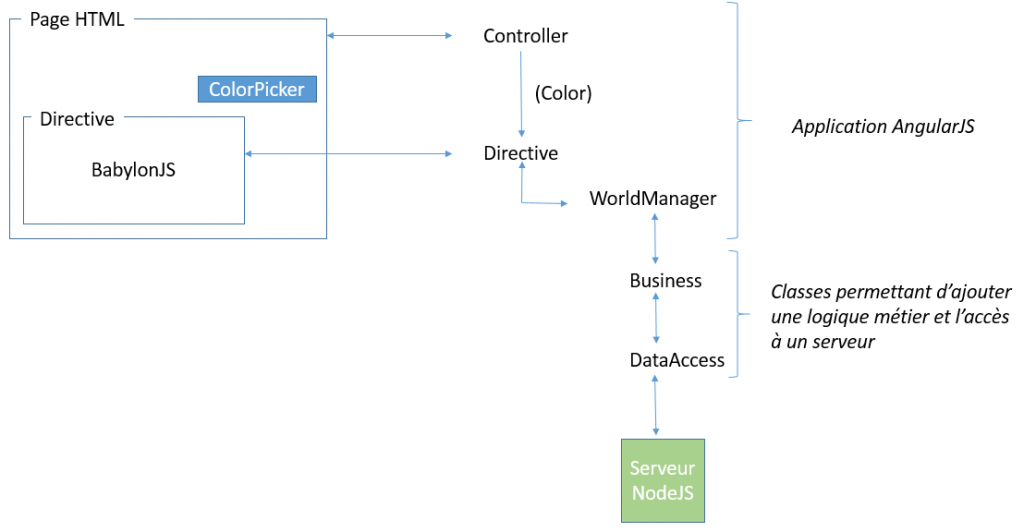 Page HTML
Controller
ColorPicker
(Color)
Directive
Application AngularJS
BabylonJS
Directive
WorldManager
Business
Classes permettant d'ajouter
une logique métier et l'accès
à un serveur
DataAccess
Serveur
NodeJS